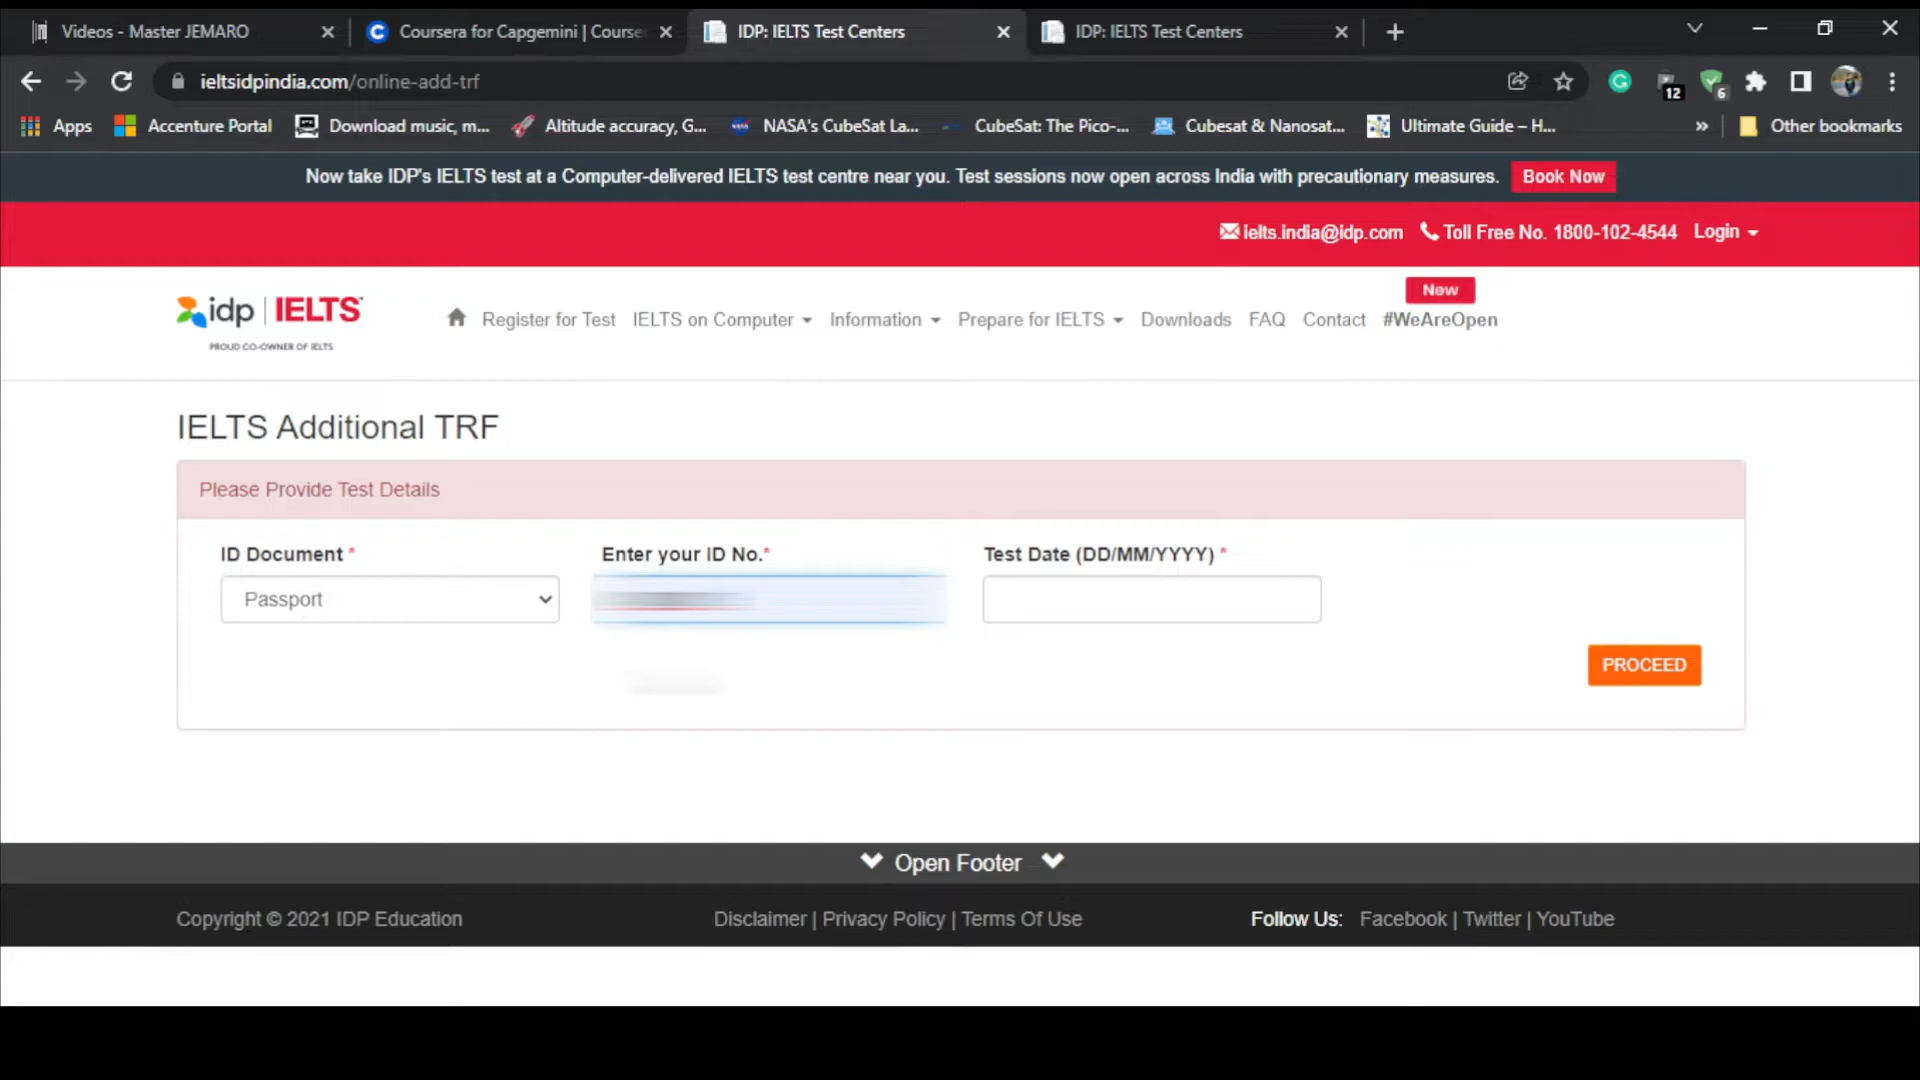 Videos - Master JEMARO
Coursera for Capgemini | Course
IDP: IELTS Test Centers
IDP: IELTS Test Centers
ieltsidpindia.com/online-add-trf
12
6
Apps
Accenture Portal
Download music, m...
Altitude accuracy, G...
NASA's CubeSat La...
CubeSat: The Pico-...
Cubesat & Nanosat...
Ultimate Guide – H...
Other bookmarks
Now take IDP's IELTS test at a Computer-delivered IELTS test centre near you. Test sessions now open across India with precautionary measures. Book Now
ielts.india@idp.com Toll Free No. 1800-102-4544 Login
New
idp | IELTS
PROUD CO-OWNER OF IELTS
Register for Test IELTS on Computer Information Prepare for IELTS Downloads FAQ Contact #WeAreOpen
IELTS Additional TRF
Please Provide Test Details
ID Document * Enter your ID No.* Test Date (DD/MM/YYYY) *
Passport
PROCEED
Open Footer
Copyright © 2021 IDP Education Disclaimer | Privacy Policy | Terms Of Use Follow Us: Facebook | Twitter | YouTube